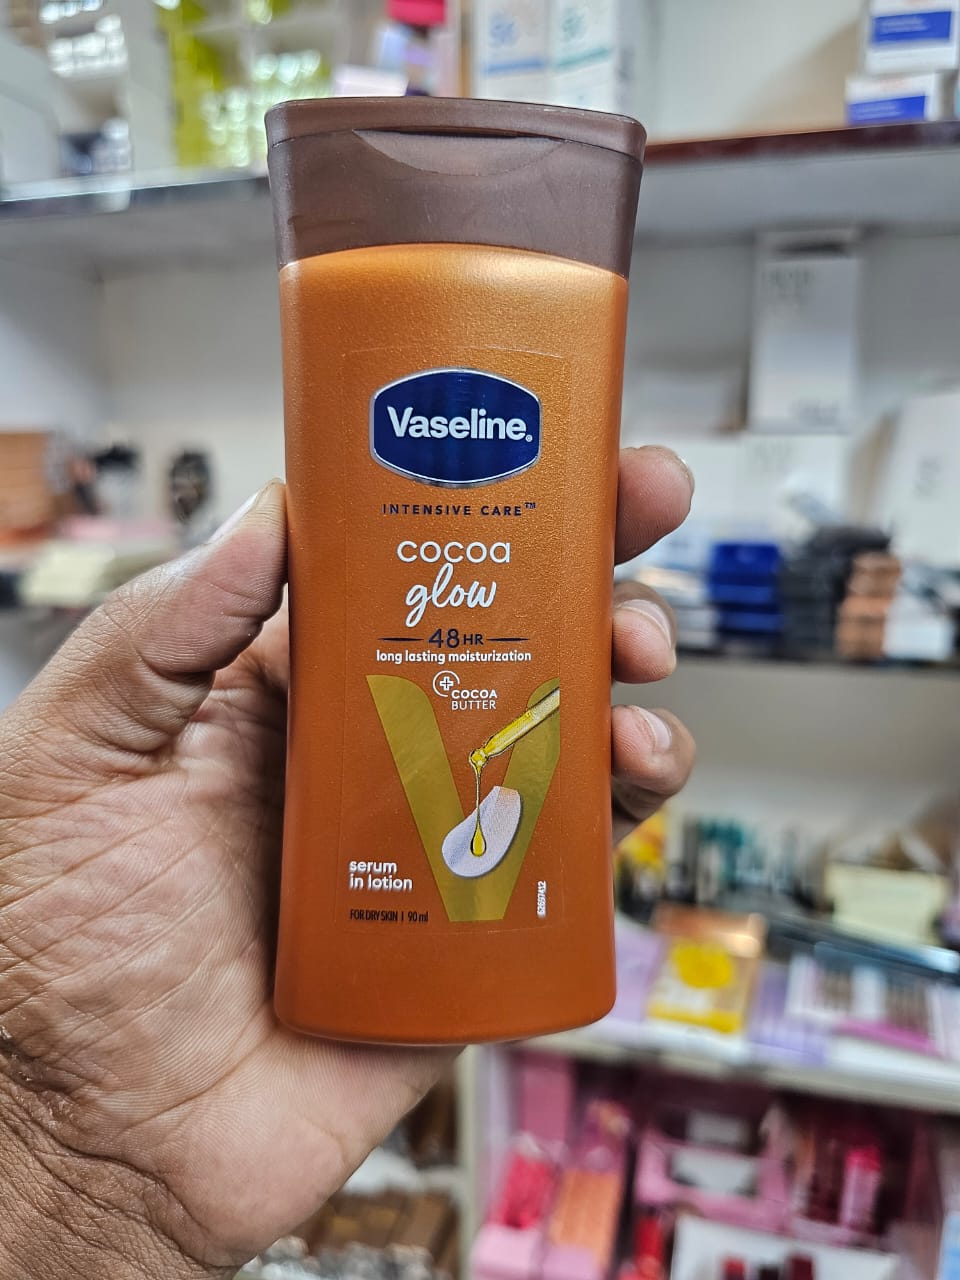 Vaseline®
INTENSIVE CARE™
cocoa
glow
48 HR
long lasting moisturization
COCOA
BUTTER
serum
in lotion
FOR DRY SKIN | 90 ml